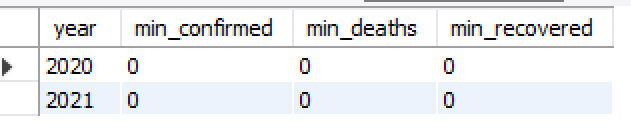 year min_confirmed min_deaths min_recovered
2020 0 0 0
2021 0 0 0